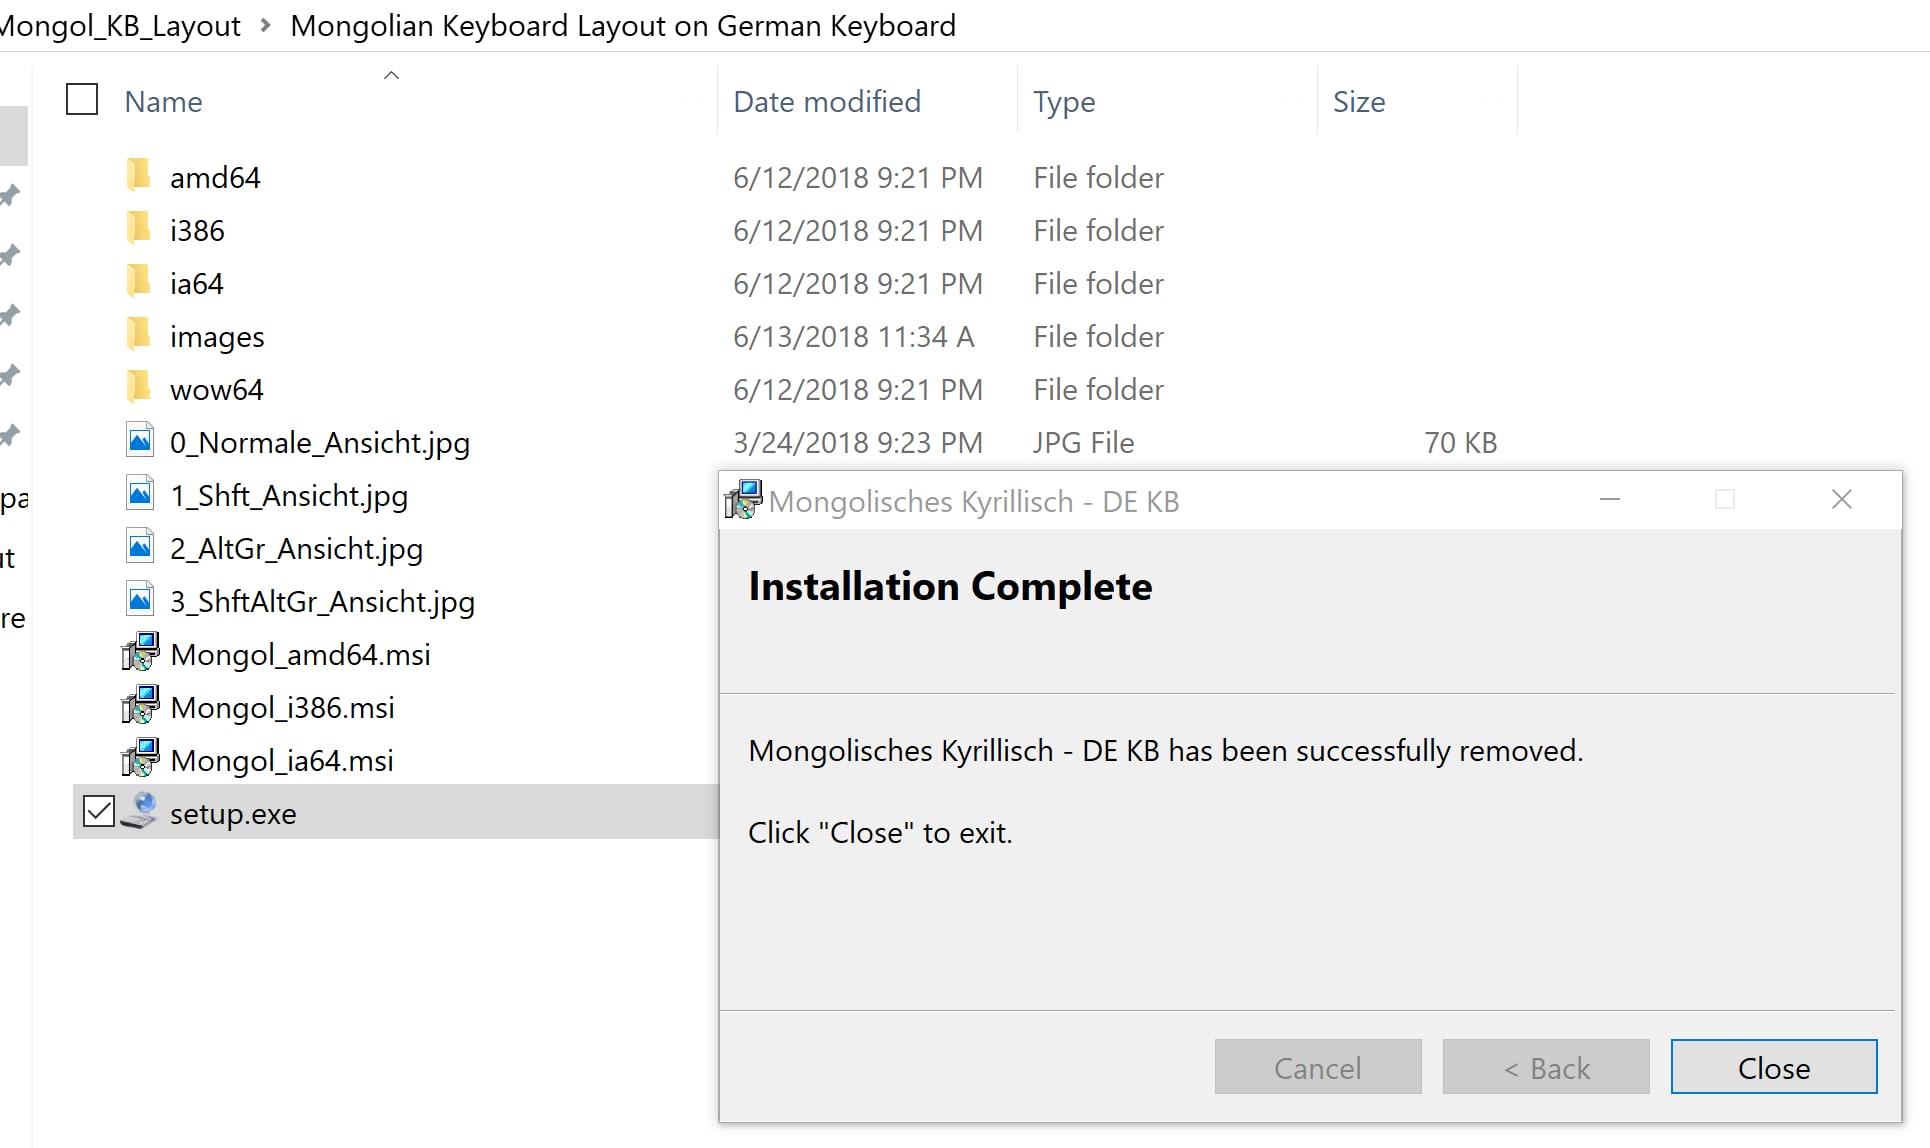 Mongol_KB_Layout > Mongolian Keyboard Layout on German Keyboard
Name Date modified Type Size
amd64 6/12/2018 9:21 PM File folder
i386 6/12/2018 9:21 PM File folder
ia64 6/12/2018 9:21 PM File folder
images 6/13/2018 11:34 A File folder
wow64 6/12/2018 9:21 PM File folder
0_Normale_Ansicht.jpg 3/24/2018 9:23 PM JPG File 70 KB
1_Shft_Ansicht.jpg
2_AltGr_Ansicht.jpg
3_ShftAltGr_Ansicht.jpg
Mongol_amd64.msi
Mongol_i386.msi
Mongol_ia64.msi
setup.exe
pa
ut
re
Mongolisches Kyrillisch - DE KB
Installation Complete
Mongolisches Kyrillisch - DE KB has been successfully removed.
Click "Close" to exit.
Cancel < Back Close